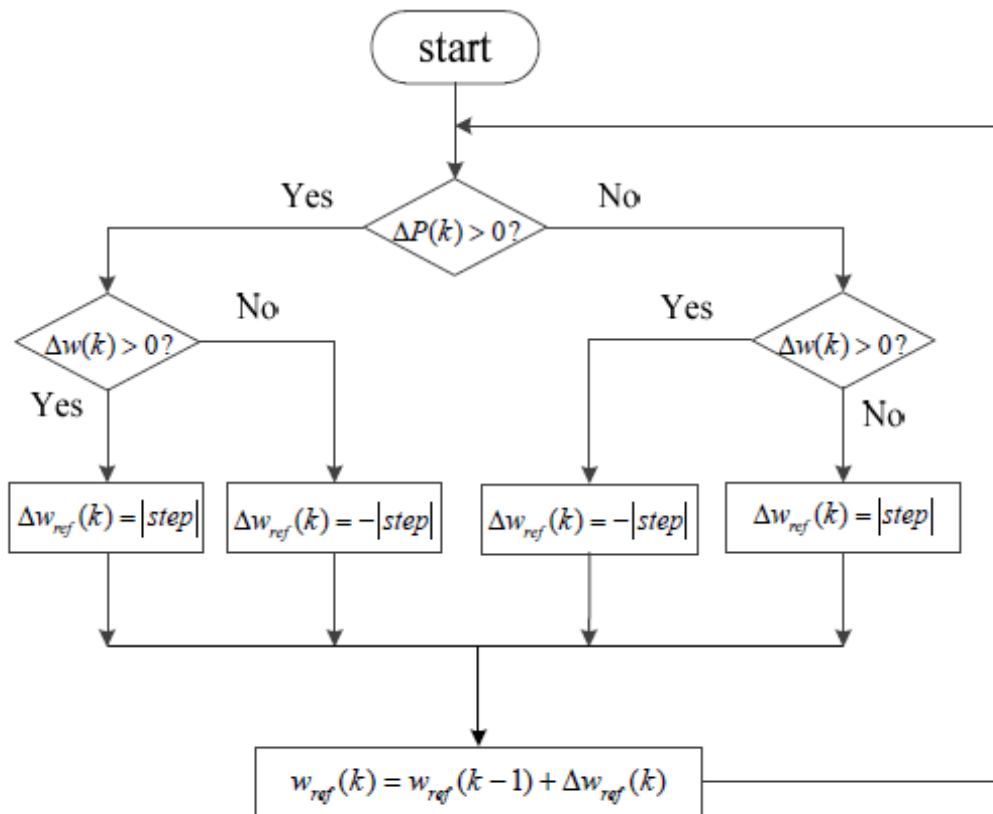 start
Yes
No
ΔP(k) > 0?
No
Yes
Δw(k) > 0?
Δw(k) > 0?
Yes
No
Δw_ref(k) = |step|
Δw_ref(k) = -|step|
Δw_ref(k) = -|step|
Δw_ref(k) = |step|
w_ref(k) = w_ref(k-1) + Δw_ref(k)